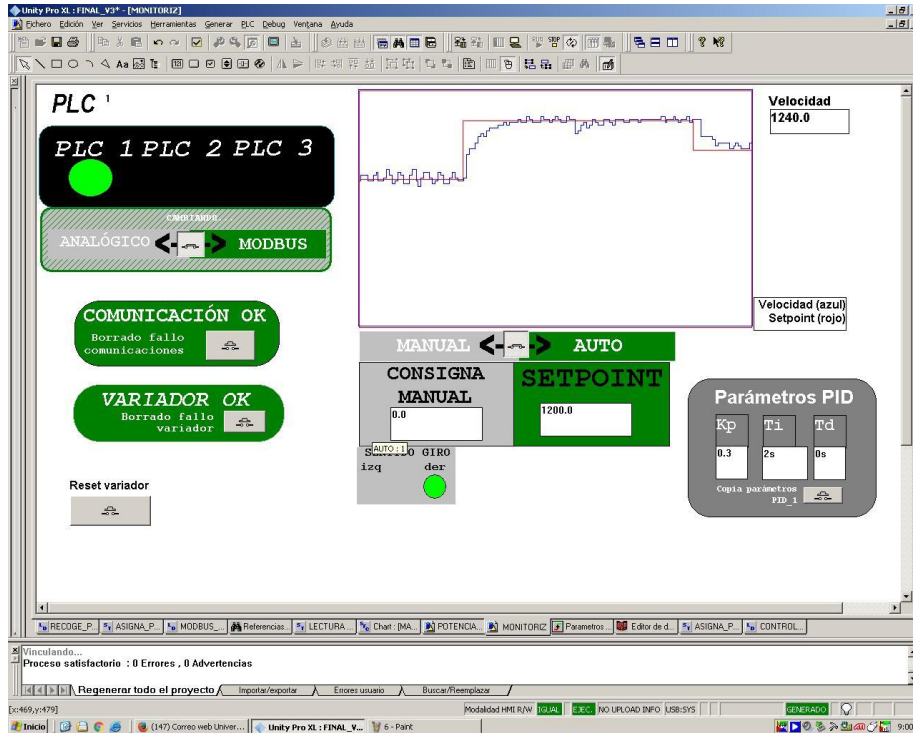 Unity Pro XL : FINAL_V3* - [MONITORIZ]
Fichero Edición Ver Servicios Herramientas Generar PLC Debug Ventana Ayuda
PLC 1
PLC 1 PLC 2 PLC 3
CAMBIANDO...
ANALÓGICO <- -> MODBUS
COMUNICACIÓN OK
Borrado fallo
comunicaciones
VARIADOR OK
Borrado fallo
variador
Reset variador
Velocidad
1240.0
Velocidad (azul)
Setpoint (rojo)
MANUAL <- -> AUTO
CONSIGNA
MANUAL
0.0
SETPOINT
1200.0
AUTO : 1
GIRO
izq der
Parámetros PID
Kp Ti Td
0.3 2s 0s
Copia parámetros
PID_1
RECOGE_P... ASIGNA_P... MODBUS_... Referencias... LECTURA... Chart : [MA... POTENCIA... MONITORIZ Parametros ... Editor de d... ASIGNA_P... CONTROL...
Vinculando...
Proceso satisfactorio : 0 Errores , 0 Advertencias
Regenerar todo el proyecto Importar/exportar Errores usuario Buscar/Reemplazar
[x:469,y:479] Modalidad HMI R/W IGUAL EJEC. NO UPLOAD INFO USB:SYS GENERADO
Inicio (147) Correo web Univer... Unity Pro XL : FINAL_V... 6 - Paint 9:00